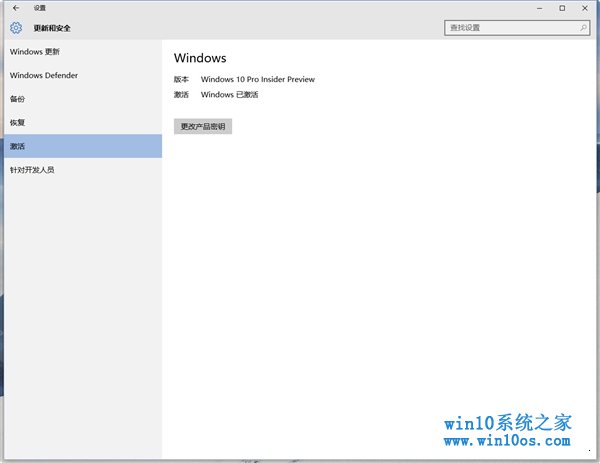 设置
更新和安全
查找设置
Windows 更新
Windows Defender
备份
恢复
激活
针对开发人员
Windows
版本 Windows 10 Pro Insider Preview
激活 Windows 已激活
更改产品密钥
win10系统之家
www.win10os.com